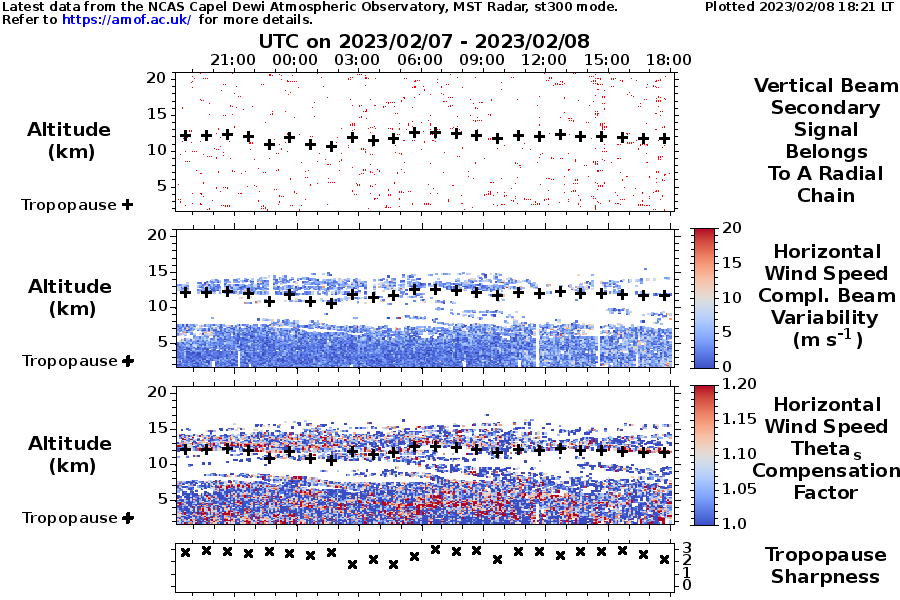 Latest data from the NCAS Capel Dewi Atmospheric Observatory, MST Radar, st300 mode.
Plotted 2023/02/08 18:21 LT
Refer to https://amof.ac.uk/ for more details.
UTC on 2023/02/07 - 2023/02/08
21:00 00:00 03:00 06:00 09:00 12:00 15:00 18:00
20
15
10
5
Altitude
(km)
Tropopause +
Vertical Beam
Secondary
Signal
Belongs
To A Radial
Chain
20
15
10
5
Altitude
(km)
Tropopause +
20
15
10
5
0
Horizontal
Wind Speed
Compl. Beam
Variability
(m s-1)
20
15
10
5
Altitude
(km)
Tropopause +
1.20
1.15
1.10
1.05
1.0
Horizontal
Wind Speed
Theta s
Compensation
Factor
3
2
1
0
Tropopause
Sharpness